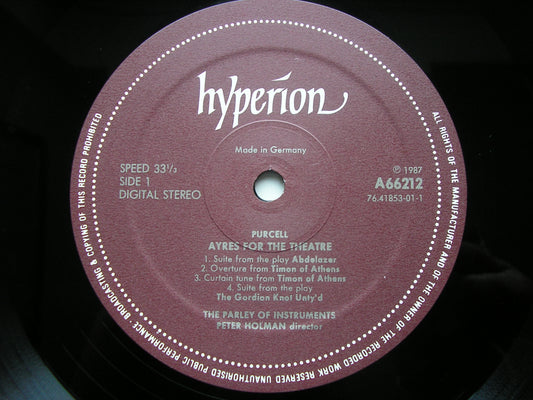 hyperion
Made in Germany
SPEED 33⅓
SIDE 1
DIGITAL STEREO
℗ 1987
A66212
76.41853-01-1
PURCELL
AYRES FOR THE THEATRE
1. Suite from the play Abdelazer
2. Overture from Timon of Athens
3. Curtain tune from Timon of Athens
4. Suite from the play
The Gordion Knot Unty'd
THE PARLEY OF INSTRUMENTS
PETER HOLMAN director
ALL RIGHTS OF THE MANUFACTURER AND OF THE OWNER OF THE RECORDED WORK RESERVED UNAUTHORISED PUBLIC PERFORMANCE BROADCASTING & COPYING OF THIS RECORD PROHIBITED